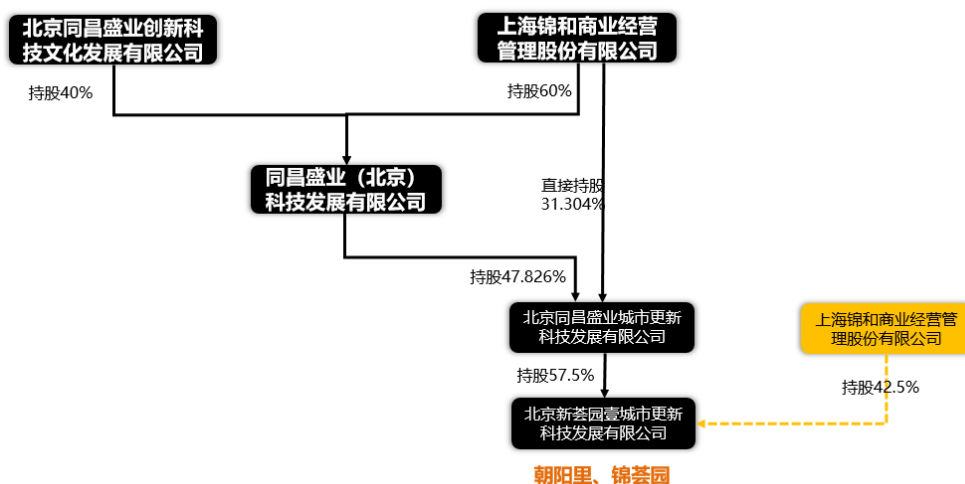 北京同昌盛业创新科
技文化发展有限公司
上海锦和商业经营
管理股份有限公司
持股40%
持股60%
同昌盛业（北京）
科技发展有限公司
直接持股
31.304%
持股47.826%
北京同昌盛业城市更新
科技发展有限公司
上海锦和商业经营管
理股份有限公司
持股57.5%
持股42.5%
北京新荟园壹城市更新
科技发展有限公司
朝阳里、锦荟园